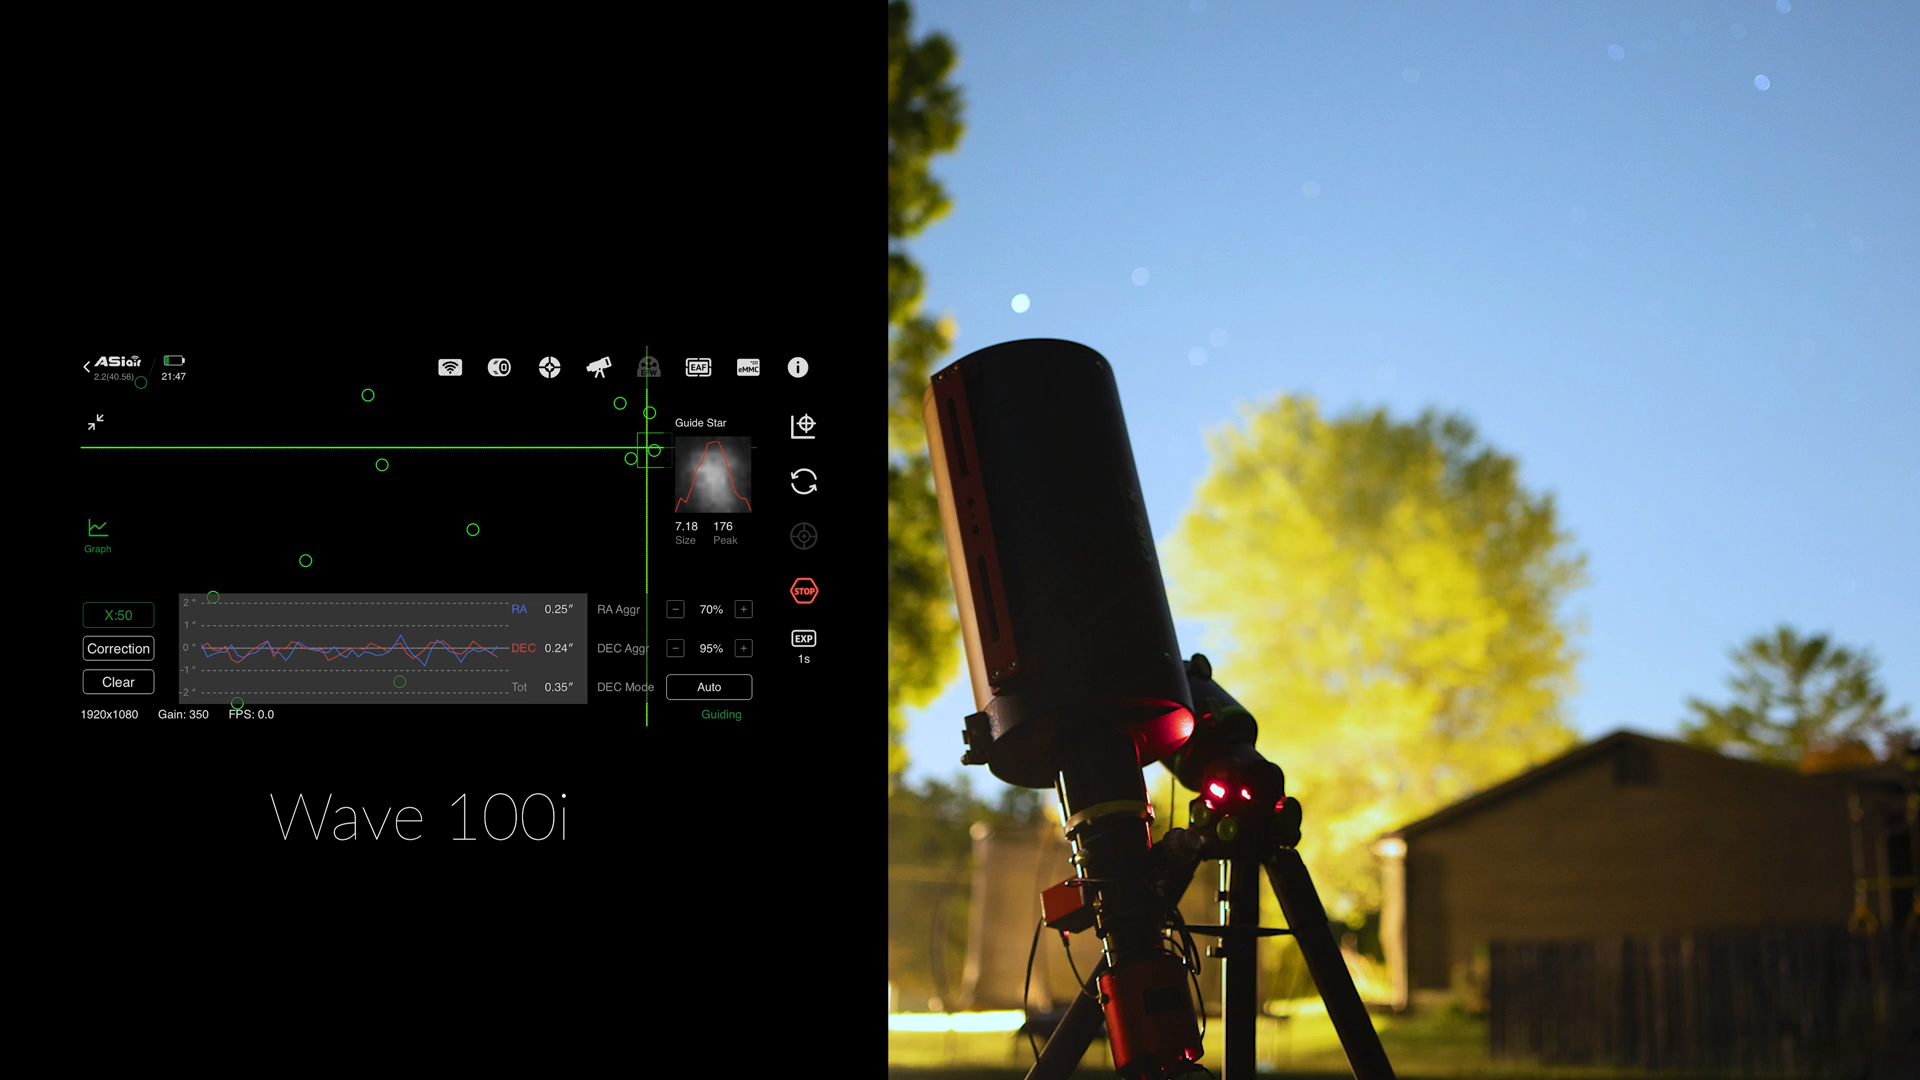 ASIair
2.2(40.56)
21:47
EFW
EAF
eMMC
Guide Star
7.18 176
Size Peak
Graph
STOP
EXP
1s
X:50
Correction
Clear
2 "
1 "
0 "
-1 "
-2 "
RA 0.25"
DEC 0.24"
Tot 0.35"
RA Aggr − 70% +
DEC Aggr − 95% +
DEC Mode Auto
1920x1080 Gain: 350 FPS: 0.0
Guiding
Wave 100i